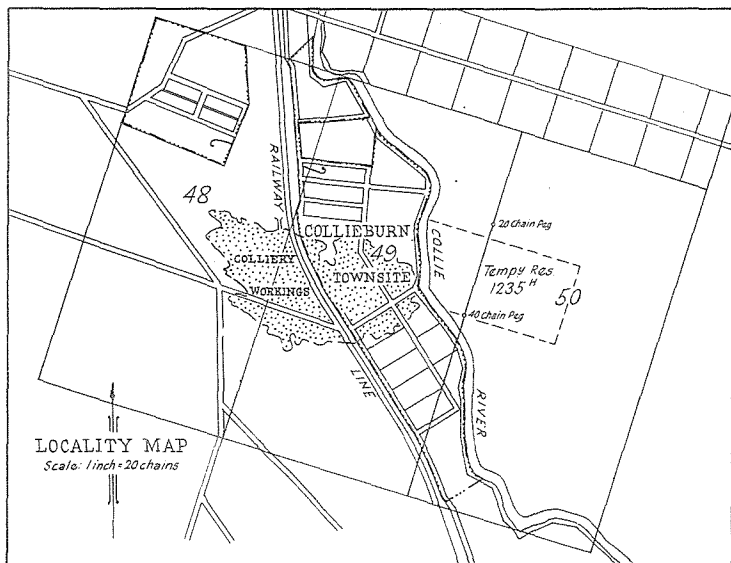 48
RAILWAY
COLLIEBURN
49
COLLIERY
TOWNSITE
WORKINGS
COLLIE
20 Chain Peg
Tempy Res.
1235 H
50
40 Chain Peg
LINE
RIVER
LOCALITY MAP
Scale: 1 inch = 20 chains